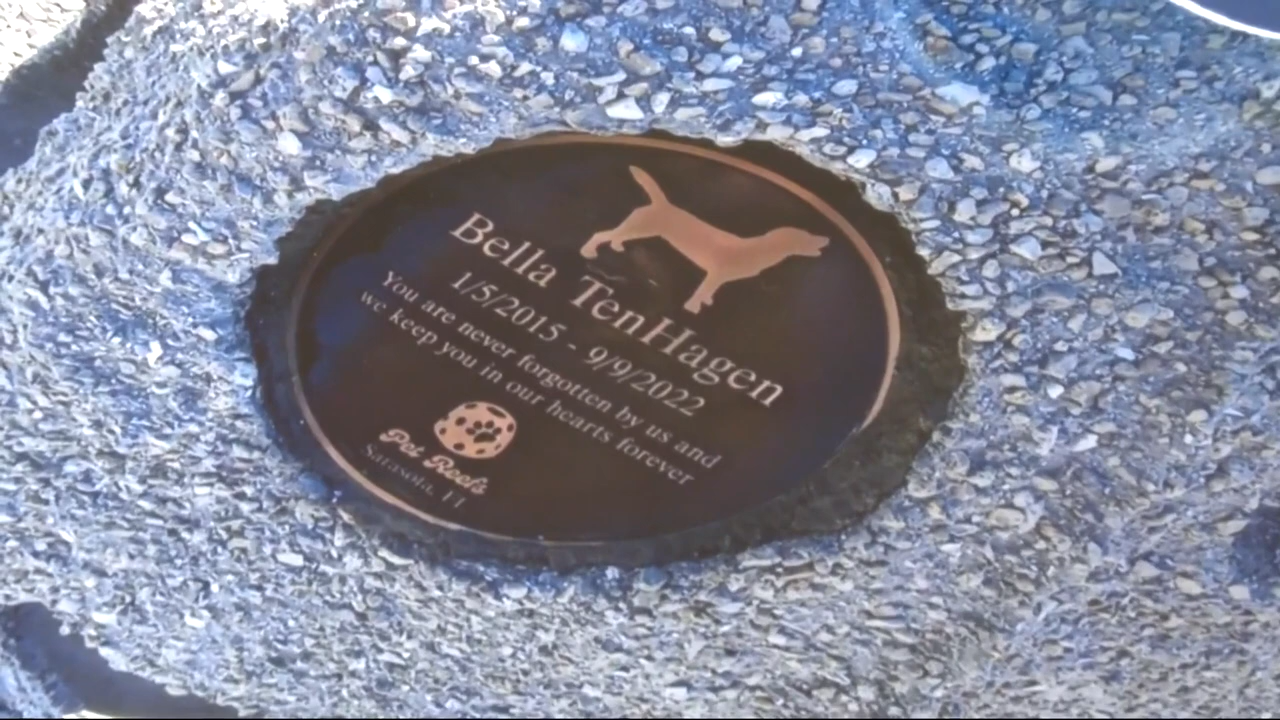 Bella TenHagen
1/5/2015 - 9/9/2022
You are never forgotten by us and
we keep you in our hearts forever
Pet Rock
Sarasota, FL